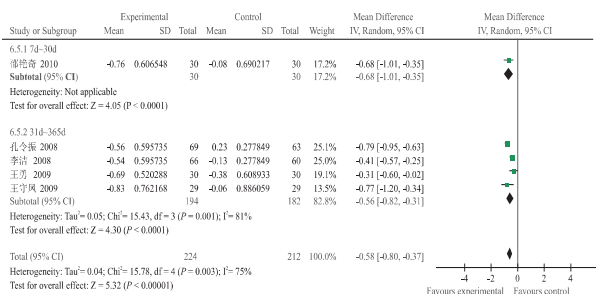 Experimental Control Mean Difference Mean Difference
Study or Subgroup Mean SD Total Mean SD Total Weight IV, Random, 95% CI IV, Random, 95% CI
6.5.1 7d–30d
郁艳奇 2010 -0.76 0.606548 30 -0.08 0.690217 30 17.2% -0.68 [-1.01, -0.35]
Subtotal (95% CI) 30 30 17.2% -0.68 [-1.01, -0.35]
Heterogeneity: Not applicable
Test for overall effect: Z = 4.05 (P < 0.0001)
6.5.2 31d–365d
孔令振 2008 -0.56 0.595735 69 0.23 0.277849 63 25.1% -0.79 [-0.95, -0.63]
李洁 2008 -0.54 0.595735 66 -0.13 0.277849 60 25.0% -0.41 [-0.57, -0.25]
王勇 2009 -0.69 0.520288 30 -0.38 0.608933 30 19.2% -0.31 [-0.60, -0.02]
王守凤 2009 -0.83 0.762168 29 -0.06 0.886059 29 13.5% -0.77 [-1.20, -0.34]
Subtotal (95% CI) 194 182 82.8% -0.56 [-0.82, -0.31]
Heterogeneity: Tau²= 0.05; Chi²= 15.43, df = 3 (P = 0.001); I²= 81%
Test for overall effect: Z = 4.30 (P < 0.0001)
Total (95% CI) 224 212 100.0% -0.58 [-0.80, -0.37]
Heterogeneity: Tau²= 0.04; Chi²= 15.78, df = 4 (P = 0.003); I²= 75%
Test for overall effect: Z = 5.32 (P < 0.00001)
-4 -2 0 2 4
Favours experimental Favours control